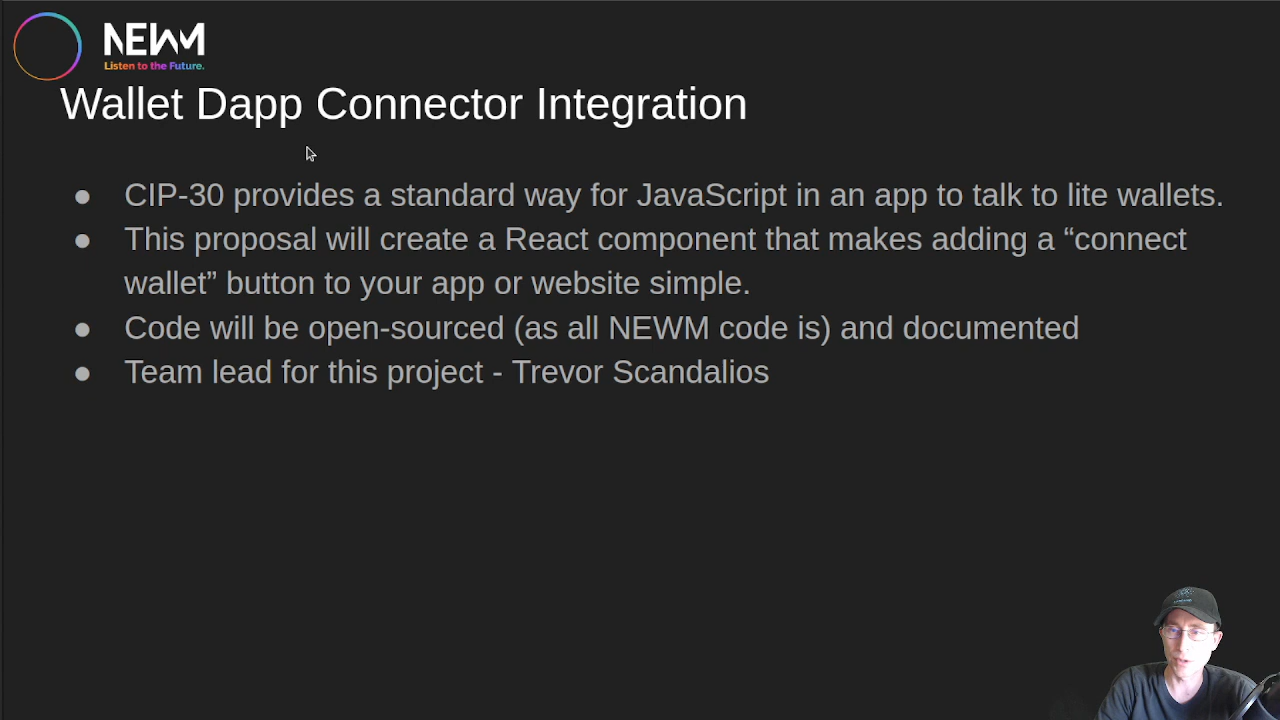 NEWM
Listen to the Future.
Wallet Dapp Connector Integration
● CIP-30 provides a standard way for JavaScript in an app to talk to lite wallets.
● This proposal will create a React component that makes adding a “connect
wallet” button to your app or website simple.
● Code will be open-sourced (as all NEWM code is) and documented
● Team lead for this project - Trevor Scandalios